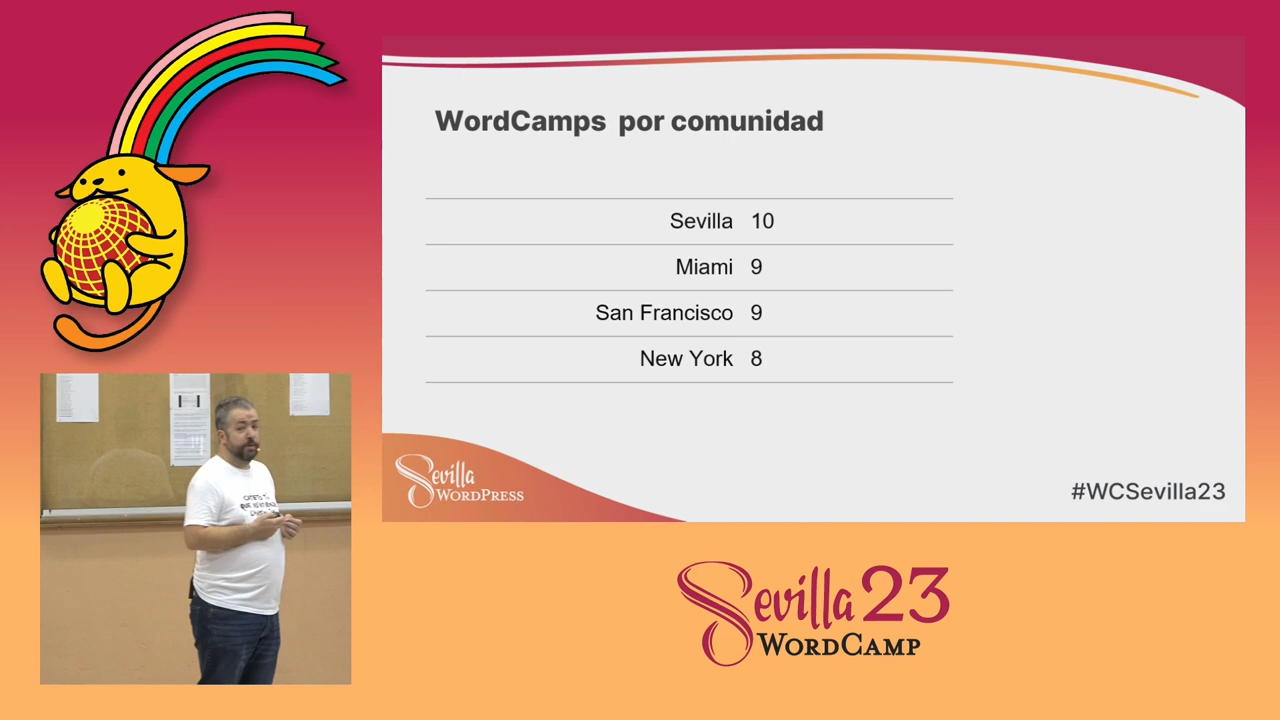 WordCamps por comunidad
Sevilla 10
Miami 9
San Francisco 9
New York 8
Sevilla
WORDPRESS
#WCSevilla23
Sevilla 23
WORDCAMP